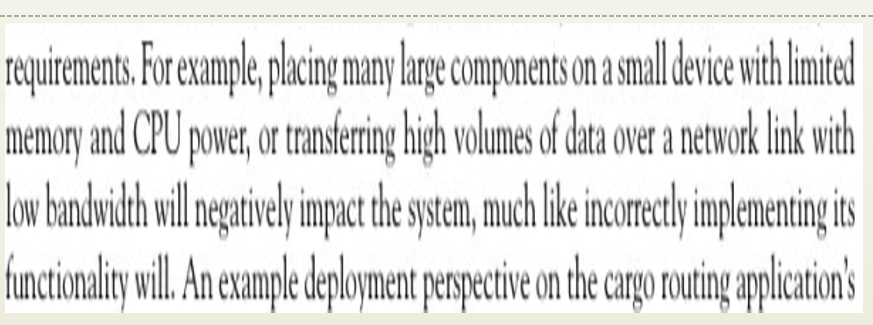 requirements. For example, placing many large components on a small device with limited
memory and CPU power, or transferring high volumes of data over a network link with
low bandwidth will negatively impact the system, much like incorrectly implementing its
functionality will. An example deployment perspective on the cargo routing application's